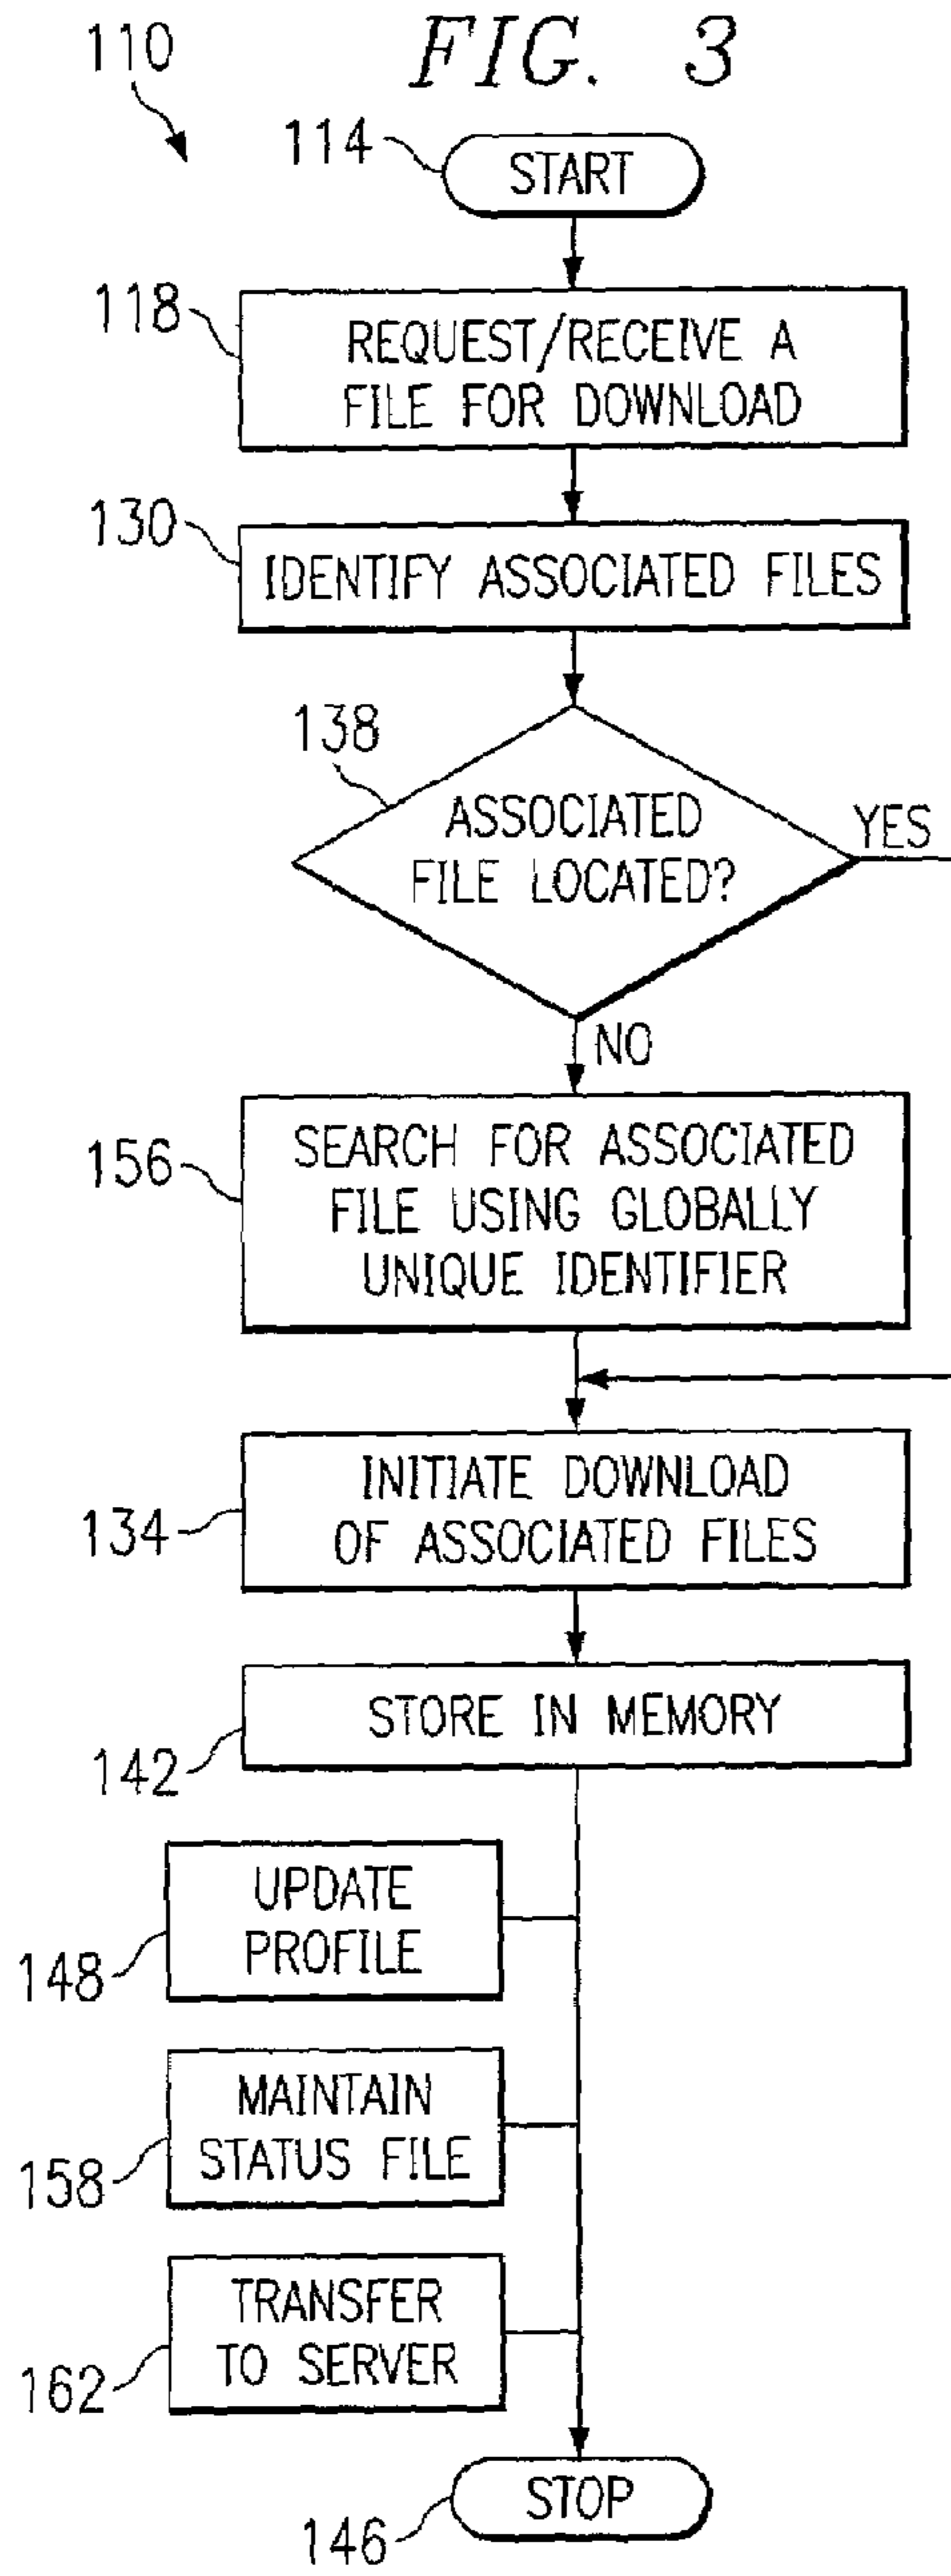 110
FIG. 3
114
START
118
REQUEST/RECEIVE A
FILE FOR DOWNLOAD
130
IDENTIFY ASSOCIATED FILES
138
ASSOCIATED
FILE LOCATED?
YES
NO
156
SEARCH FOR ASSOCIATED
FILE USING GLOBALLY
UNIQUE IDENTIFIER
134
INITIATE DOWNLOAD
OF ASSOCIATED FILES
142
STORE IN MEMORY
148
UPDATE
PROFILE
158
MAINTAIN
STATUS FILE
162
TRANSFER
TO SERVER
146
STOP